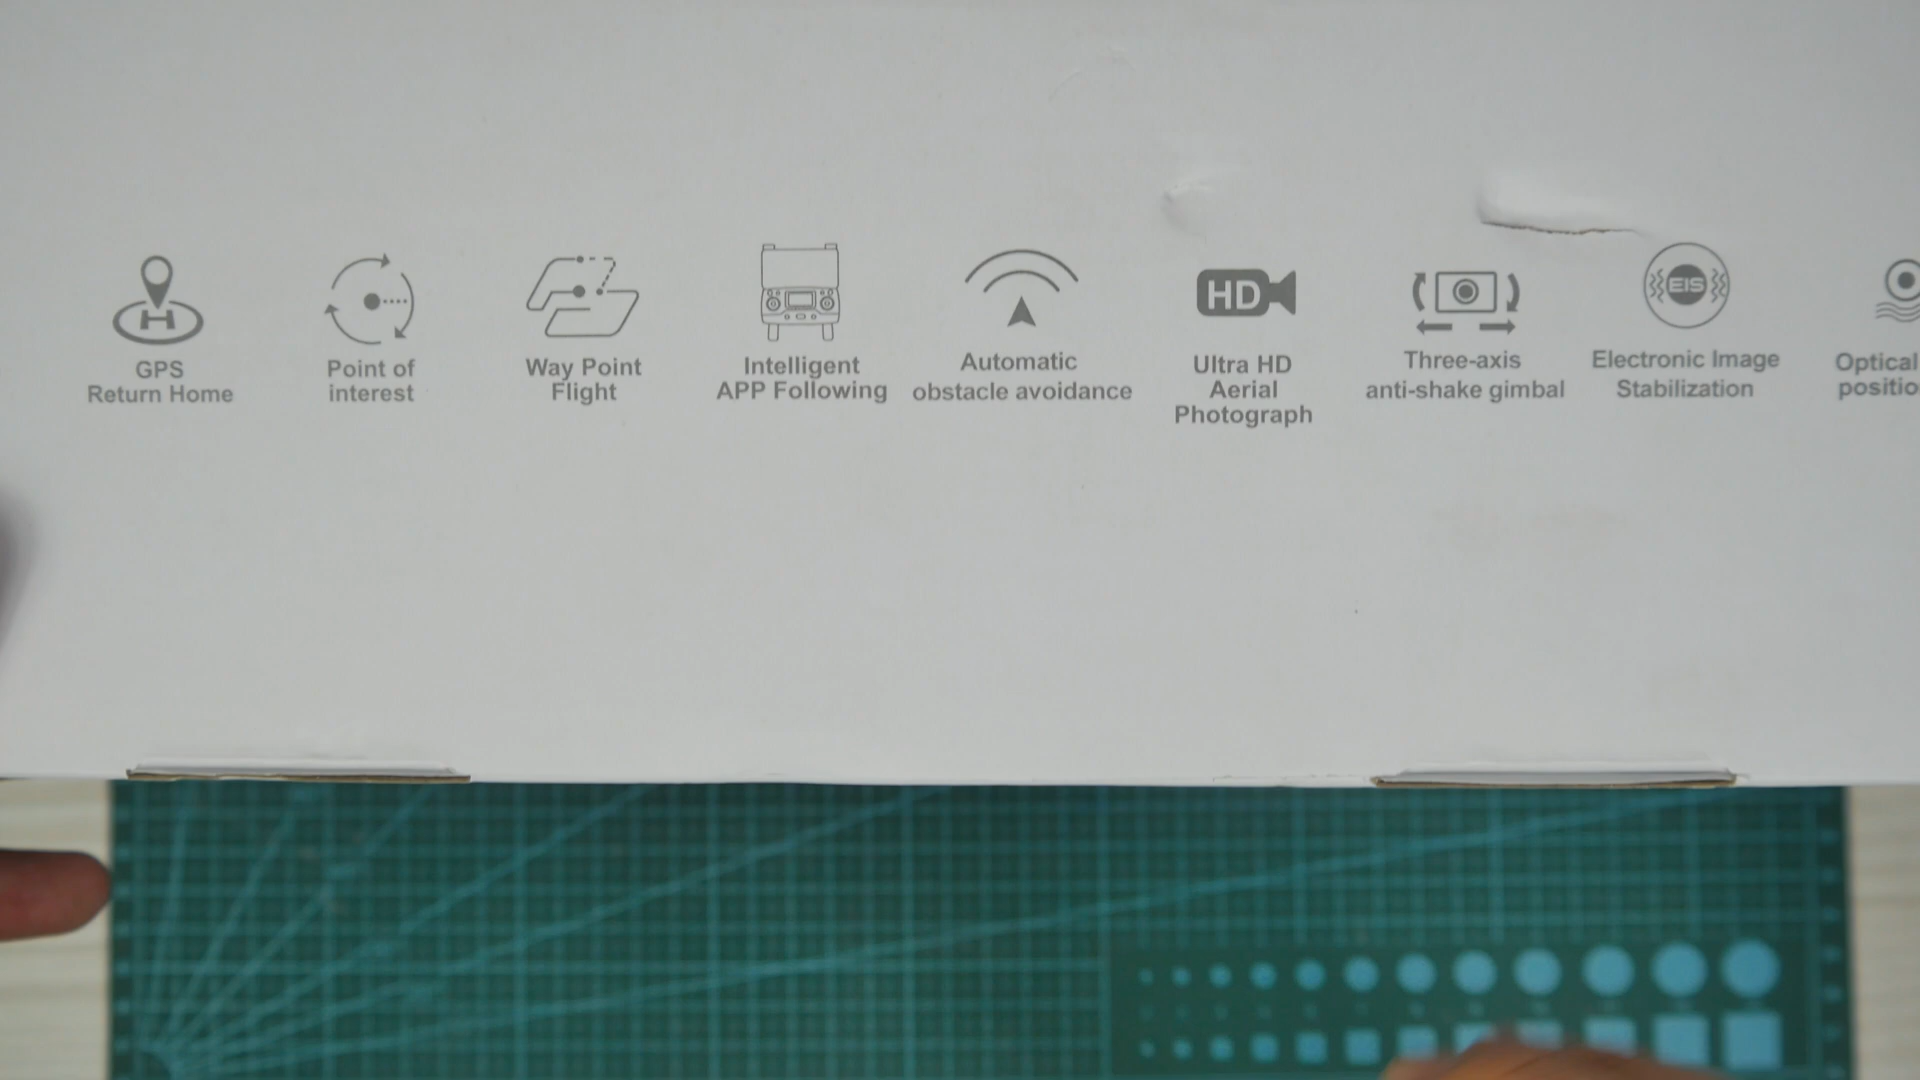 GPS
Return Home
Point of
interest
Way Point
Flight
Intelligent
APP Following
Automatic
obstacle avoidance
HD
Ultra HD
Aerial
Photograph
Three-axis
anti-shake gimbal
EIS
Electronic Image
Stabilization
Optical